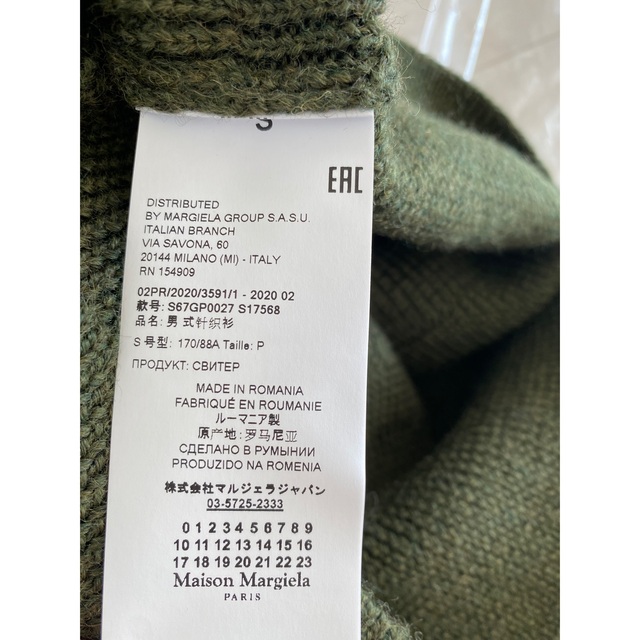 S
EAC
DISTRIBUTED
BY MARGIELA GROUP S.A.S.U.
ITALIAN BRANCH
VIA SAVONA, 60
20144 MILANO (MI) - ITALY
RN 154909
02PR/2020/3591/1 - 2020 02
款号: S67GP0027 S17568
品名: 男 式针织衫
S 号型: 170/88A Taille: P
ПРОДУКТ: СВИТЕР
MADE IN ROMANIA
FABRIQUÉ EN ROUMANIE
ルーマニア製
原产地: 罗马尼亚
СДЕЛАНО В РУМЫНИИ
PRODUZIDO NA ROMENIA
株式会社マルジェラジャパン
03-5725-2333
0 1 2 3 4 5 6 7 8 9
10 11 12 13 14 15 16
17 18 19 20 21 22 23
Maison Margiela
PARIS